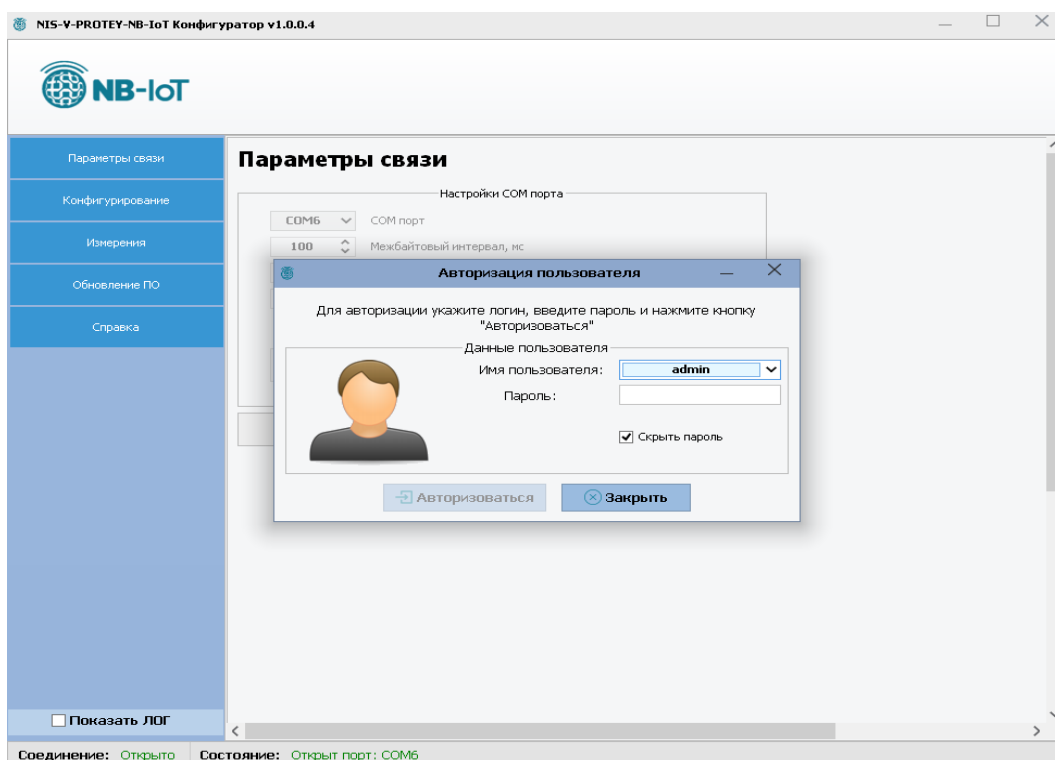 NIS-V-PROTEY-NB-IoT Конфигуратор v1.0.0.4
NB-IoT
Параметры связи
Конфигурирование
Измерения
Обновление ПО
Справка
Параметры связи
Настройки COM порта
COM6 COM порт
100 Межбайтовый интервал, мс
Авторизация пользователя
Для авторизации укажите логин, введите пароль и нажмите кнопку
"Авторизоваться"
Данные пользователя
Имя пользователя: admin
Пароль:
Скрыть пароль
Авторизоваться Закрыть
Показать ЛОГ
Соединение: Открыто Состояние: Открыт порт: COM6